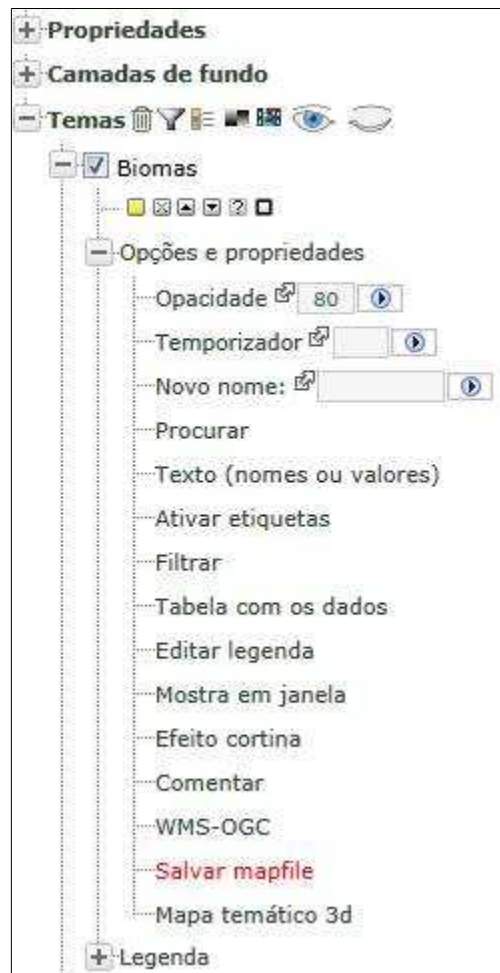 Propriedades
Camadas de fundo
Temas
Biomas
?
Opções e propriedades
Opacidade 80
Temporizador
Novo nome:
Procurar
Texto (nomes ou valores)
Ativar etiquetas
Filtrar
Tabela com os dados
Editar legenda
Mostra em janela
Efeito cortina
Comentar
WMS-OGC
Salvar mapfile
Mapa temático 3d
Legenda